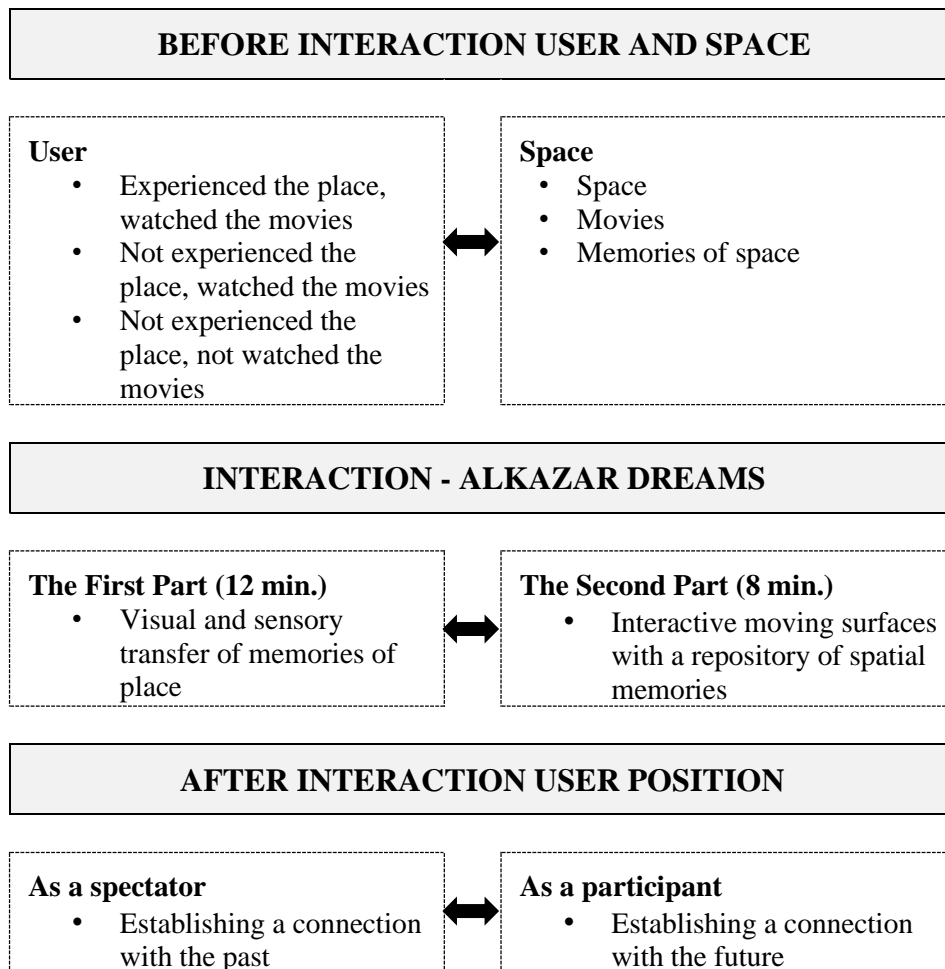 BEFORE INTERACTION USER AND SPACE
User
• Experienced the place,
watched the movies
• Not experienced the
place, watched the movies
• Not experienced the
place, not watched the
movies
Space
• Space
• Movies
• Memories of space
INTERACTION - ALKAZAR DREAMS
The First Part (12 min.)
• Visual and sensory
transfer of memories of
place
The Second Part (8 min.)
• Interactive moving surfaces
with a repository of spatial
memories
AFTER INTERACTION USER POSITION
As a spectator
• Establishing a connection
with the past
As a participant
• Establishing a connection
with the future